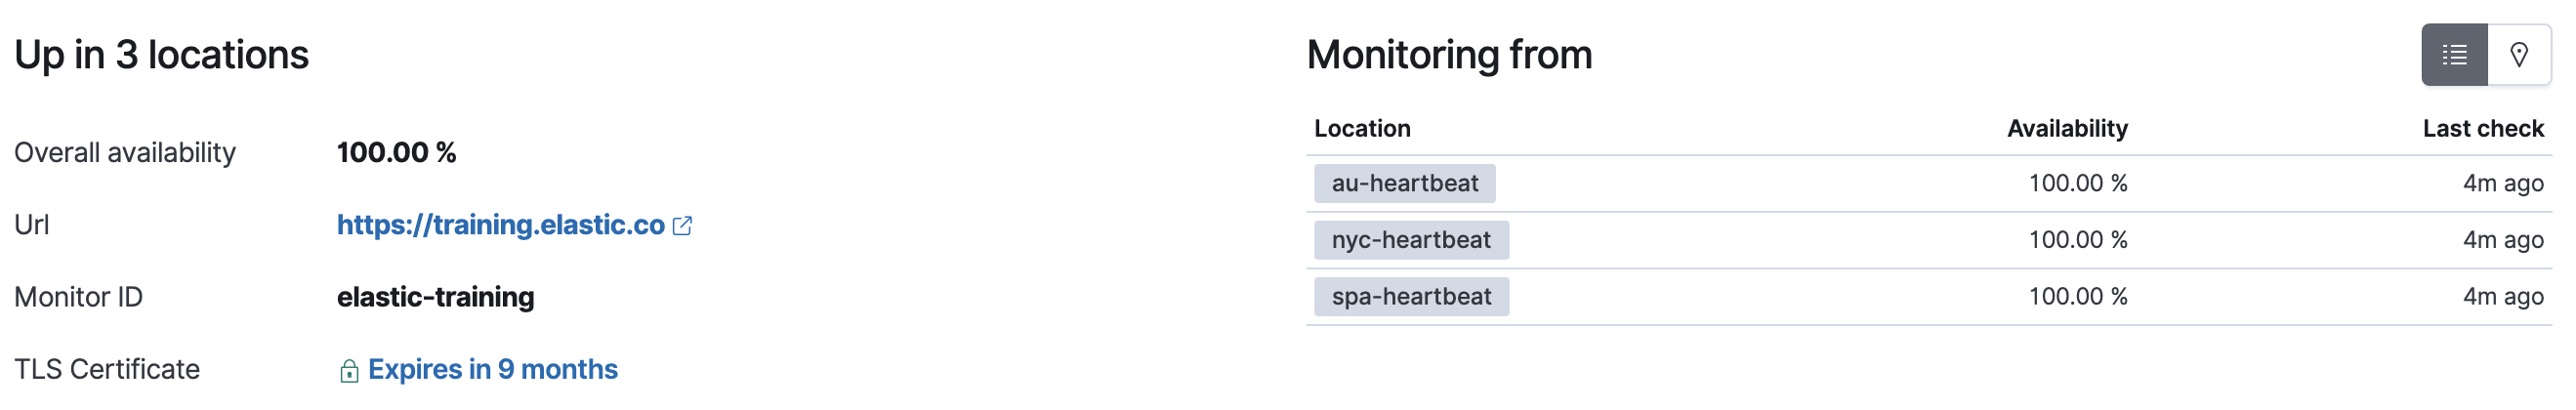 Up in 3 locations
Overall availability 100.00 %
Url https://training.elastic.co
Monitor ID elastic-training
TLS Certificate Expires in 9 months
Monitoring from
Location Availability Last check
au-heartbeat 100.00 % 4m ago
nyc-heartbeat 100.00 % 4m ago
spa-heartbeat 100.00 % 4m ago